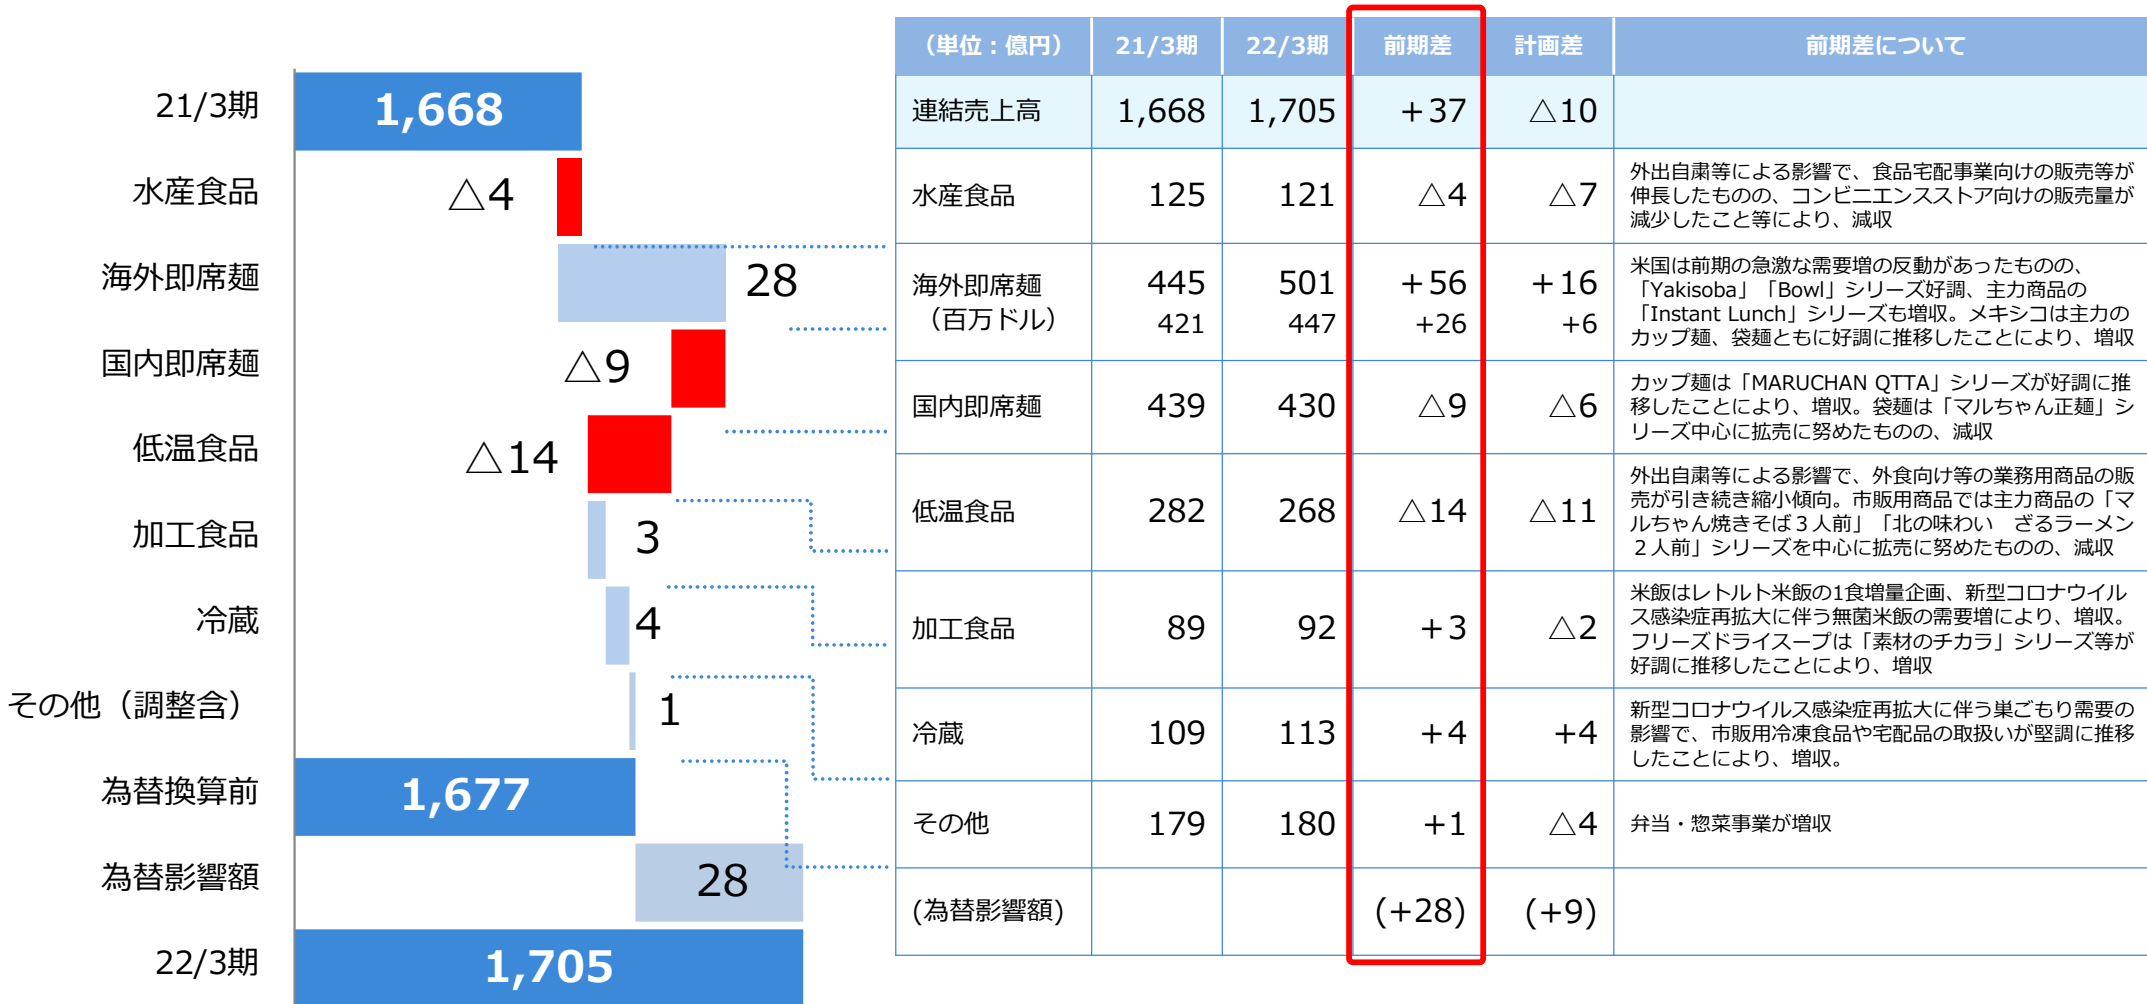 21/3期
1,668
水産食品
△4
海外即席麺
28
国内即席麺
△9
低温食品
△14
加工食品
3
冷蔵
4
その他（調整含）
1
為替換算前
1,677
為替影響額
28
22/3期
1,705
（単位：億円） 21/3期 22/3期 前期差 計画差 前期差について
連結売上高 1,668 1,705 +37 △10
水産食品 125 121 △4 △7
外出自粛等による影響で、食品宅配事業向けの販売等が
伸長したものの、コンビニエンスストア向けの販売量が
減少したこと等により、減収
海外即席麺 445 501 +56 +16
（百万ドル） 421 447 +26 +6
米国は前期の急激な需要増の反動があったものの、
「Yakisoba」「Bowl」シリーズ好調、主力商品の
「Instant Lunch」シリーズも増収。メキシコは主力の
カップ麺、袋麺ともに好調に推移したことにより、増収
国内即席麺 439 430 △9 △6
カップ麺は「MARUCHAN QTTA」シリーズが好調に推
移したことにより、増収。袋麺は「マルちゃん正麺」シ
リーズ中心に拡売に努めたものの、減収
低温食品 282 268 △14 △11
外出自粛等による影響で、外食向け等の業務用商品の販
売が引き続き縮小傾向。市販用商品では主力商品の「マ
ルちゃん焼きそば３人前」「北の味わい　ざるラーメン
２人前」シリーズを中心に拡売に努めたものの、減収
加工食品 89 92 +3 △2
米飯はレトルト米飯の1食増量企画、新型コロナウイル
ス感染症再拡大に伴う無菌米飯の需要増により、増収。
フリーズドライスープは「素材のチカラ」シリーズ等が
好調に推移したことにより、増収
冷蔵 109 113 +4 +4
新型コロナウイルス感染症再拡大に伴う巣ごもり需要の
影響で、市販用冷凍食品や宅配品の取扱いが堅調に推移
したことにより、増収。
その他 179 180 +1 △4 弁当・惣菜事業が増収
(為替影響額) (+28) (+9)